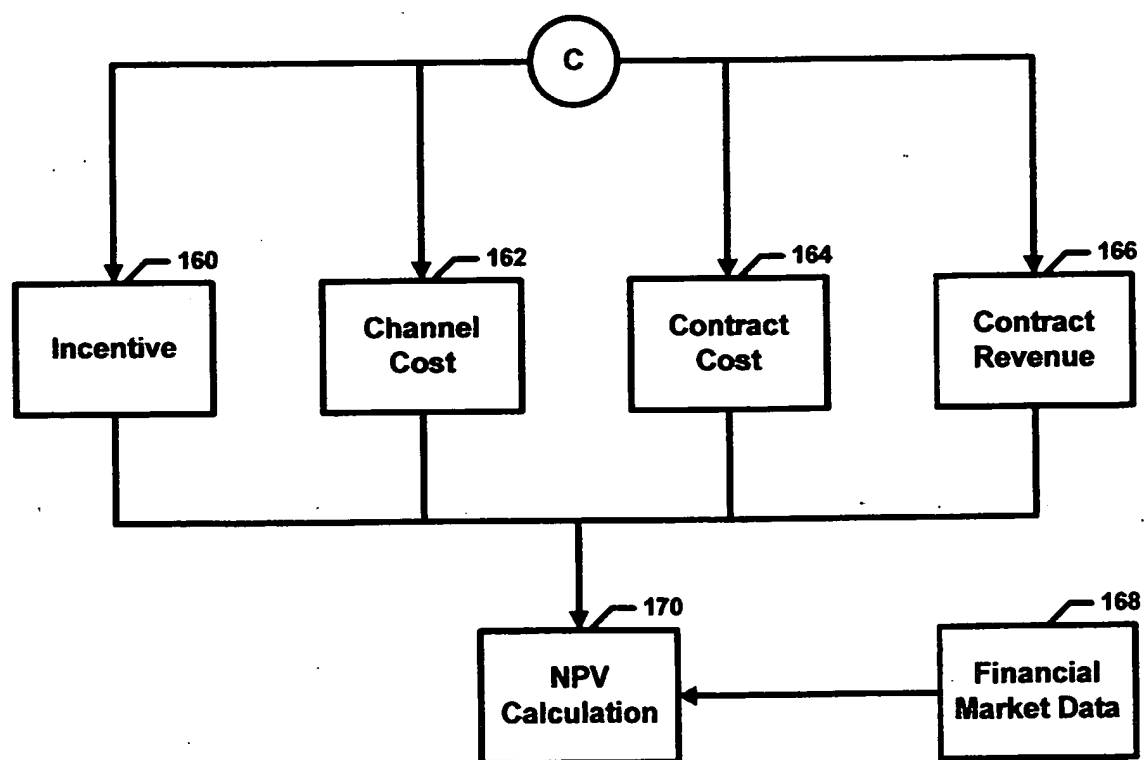 C
160
Incentive
162
Channel
Cost
164
Contract
Cost
166
Contract
Revenue
170
NPV
Calculation
168
Financial
Market Data